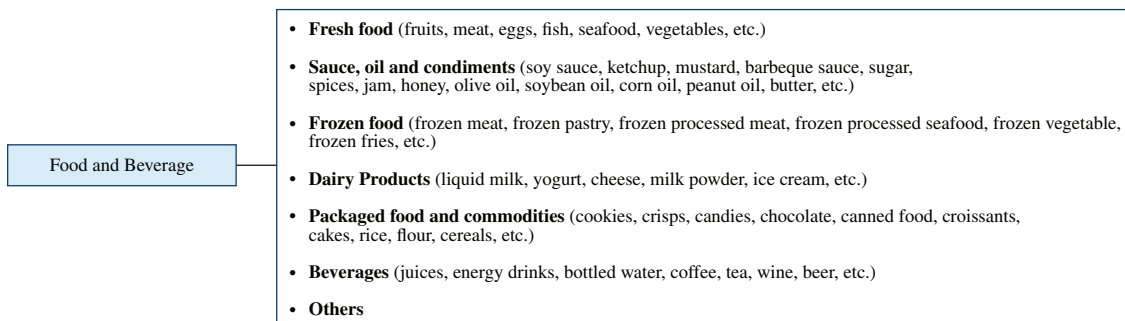 Food and Beverage
• Fresh food (fruits, meat, eggs, fish, seafood, vegetables, etc.)
• Sauce, oil and condiments (soy sauce, ketchup, mustard, barbeque sauce, sugar,
spices, jam, honey, olive oil, soybean oil, corn oil, peanut oil, butter, etc.)
• Frozen food (frozen meat, frozen pastry, frozen processed meat, frozen processed seafood, frozen vegetable,
frozen fries, etc.)
• Dairy Products (liquid milk, yogurt, cheese, milk powder, ice cream, etc.)
• Packaged food and commodities (cookies, crisps, candies, chocolate, canned food, croissants,
cakes, rice, flour, cereals, etc.)
• Beverages (juices, energy drinks, bottled water, coffee, tea, wine, beer, etc.)
• Others